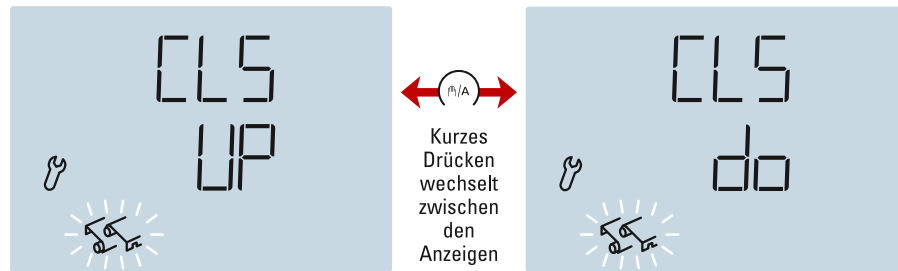 CLS
UP
/A
Kurzes
Drücken
wechselt
zwischen
den
Anzeigen
CLS
do